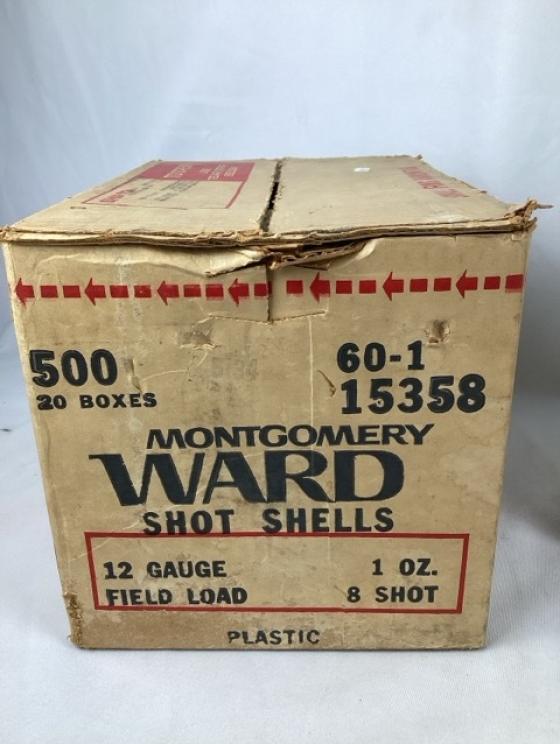 500
20 BOXES
60-1
15358
MONTGOMERY
WARD
SHOT SHELLS
12 GAUGE 1 OZ.
FIELD LOAD 8 SHOT
PLASTIC